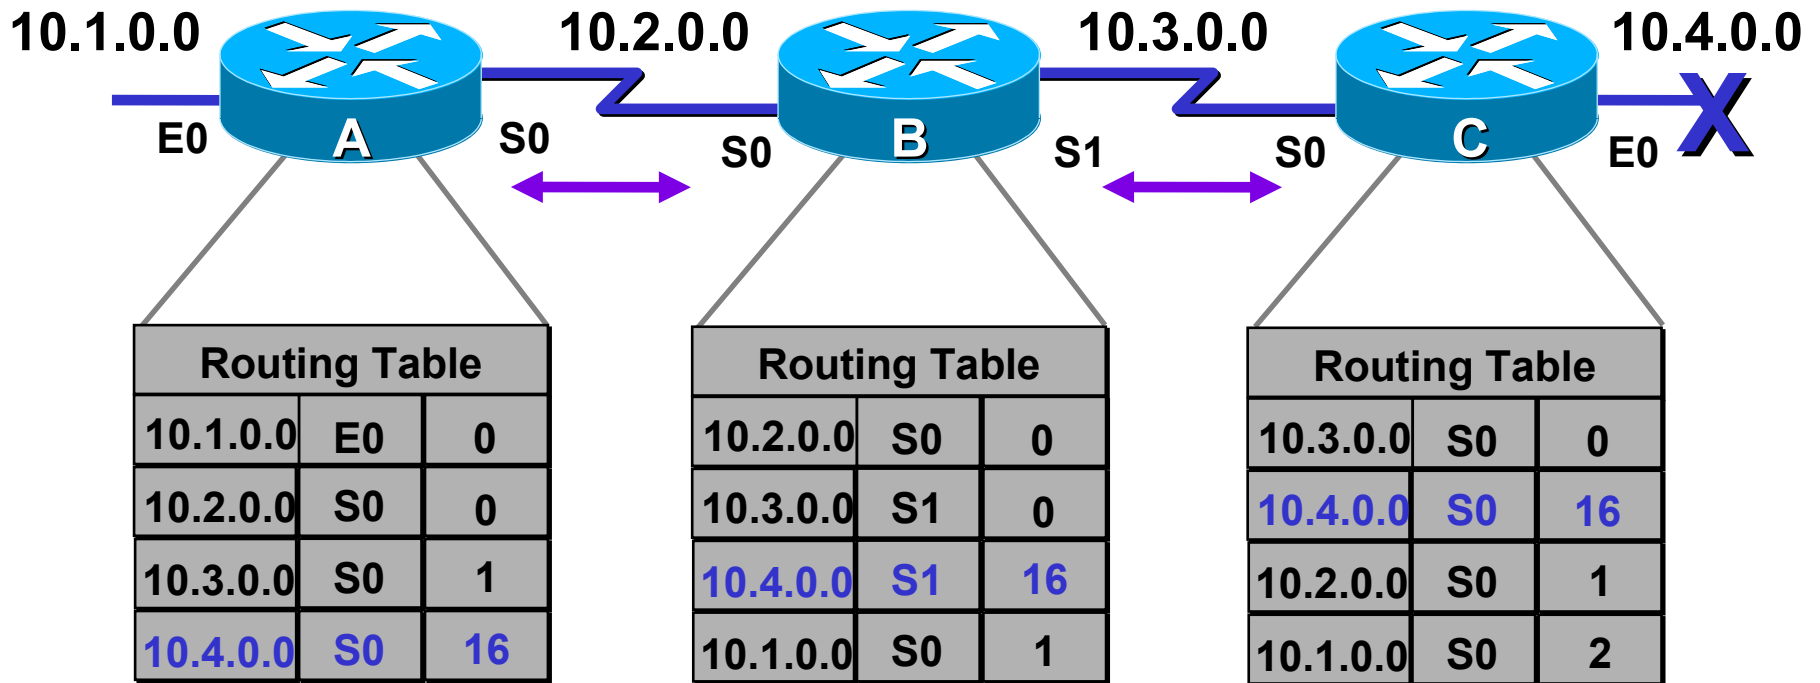 10.1.0.0 10.2.0.0 10.3.0.0 10.4.0.0
A B C X
E0 S0 S0 S1 S0 E0
Routing Table
10.1.0.0 E0 0
10.2.0.0 S0 0
10.3.0.0 S0 1
10.4.0.0 S0 16
Routing Table
10.2.0.0 S0 0
10.3.0.0 S1 0
10.4.0.0 S1 16
10.1.0.0 S0 1
Routing Table
10.3.0.0 S0 0
10.4.0.0 S0 16
10.2.0.0 S0 1
10.1.0.0 S0 2